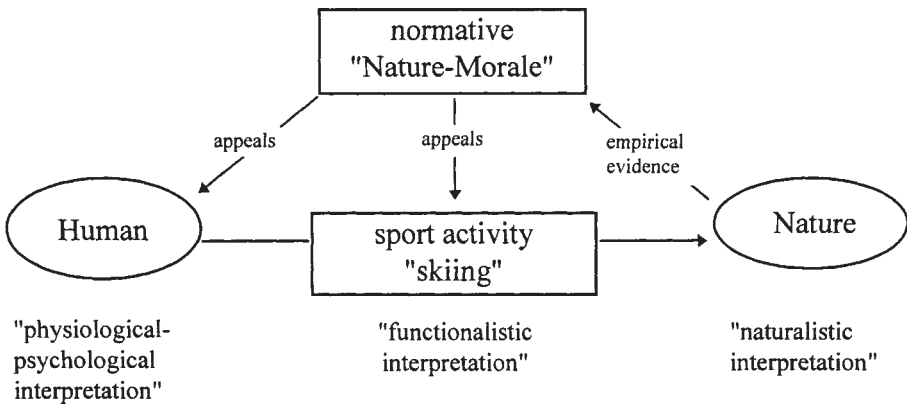 normative
"Nature-Morale"
appeals
appeals
empirical
evidence
Human
sport activity
"skiing"
Nature
"physiological-
psychological
interpretation"
"functionalistic
interpretation"
"naturalistic
interpretation"